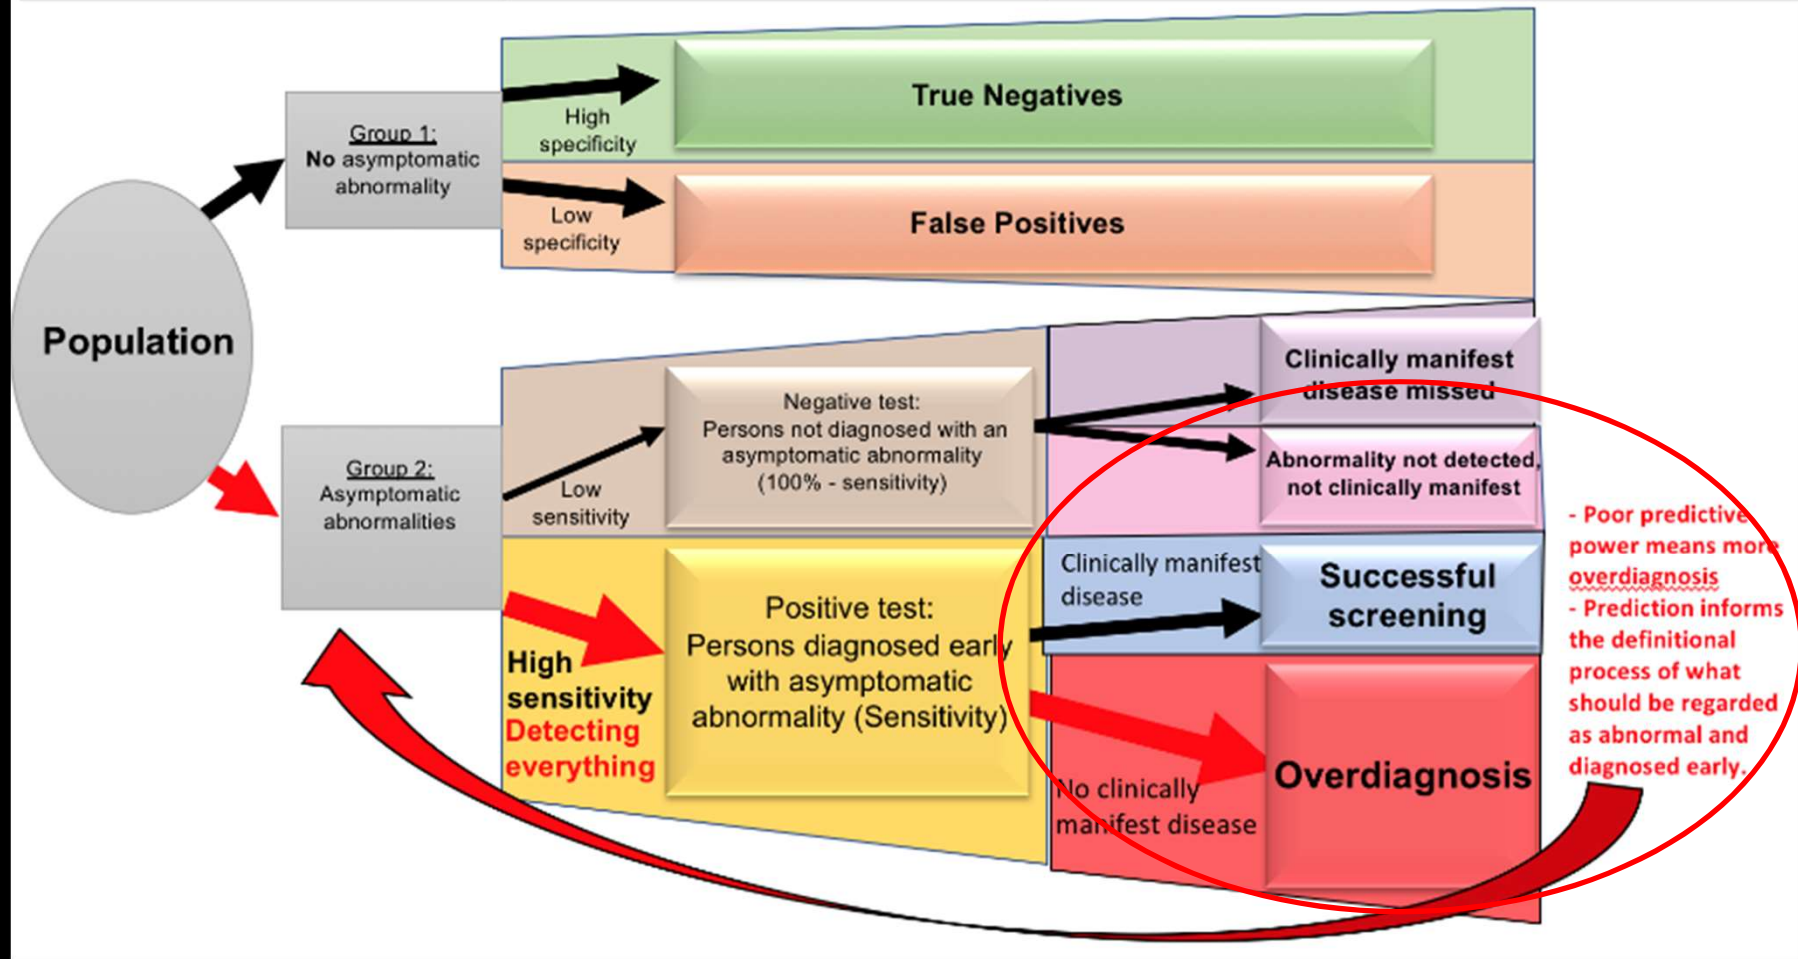 Population
Group 1:
No asymptomatic
abnormality
High
specificity
True Negatives
Low
specificity
False Positives
Group 2:
Asymptomatic
abnormalities
Low
sensitivity
Negative test:
Persons not diagnosed with an
asymptomatic abnormality
(100% - sensitivity)
Clinically manifest
disease missed
Abnormality not detected,
not clinically manifest
High
sensitivity
Detecting
everything
Positive test:
Persons diagnosed early
with asymptomatic
abnormality (Sensitivity)
Clinically manifest
disease
Successful
screening
No clinically
manifest disease
Overdiagnosis
- Poor predictive
power means more
overdiagnosis
- Prediction informs
the definitional
process of what
should be regarded
as abnormal and
diagnosed early.